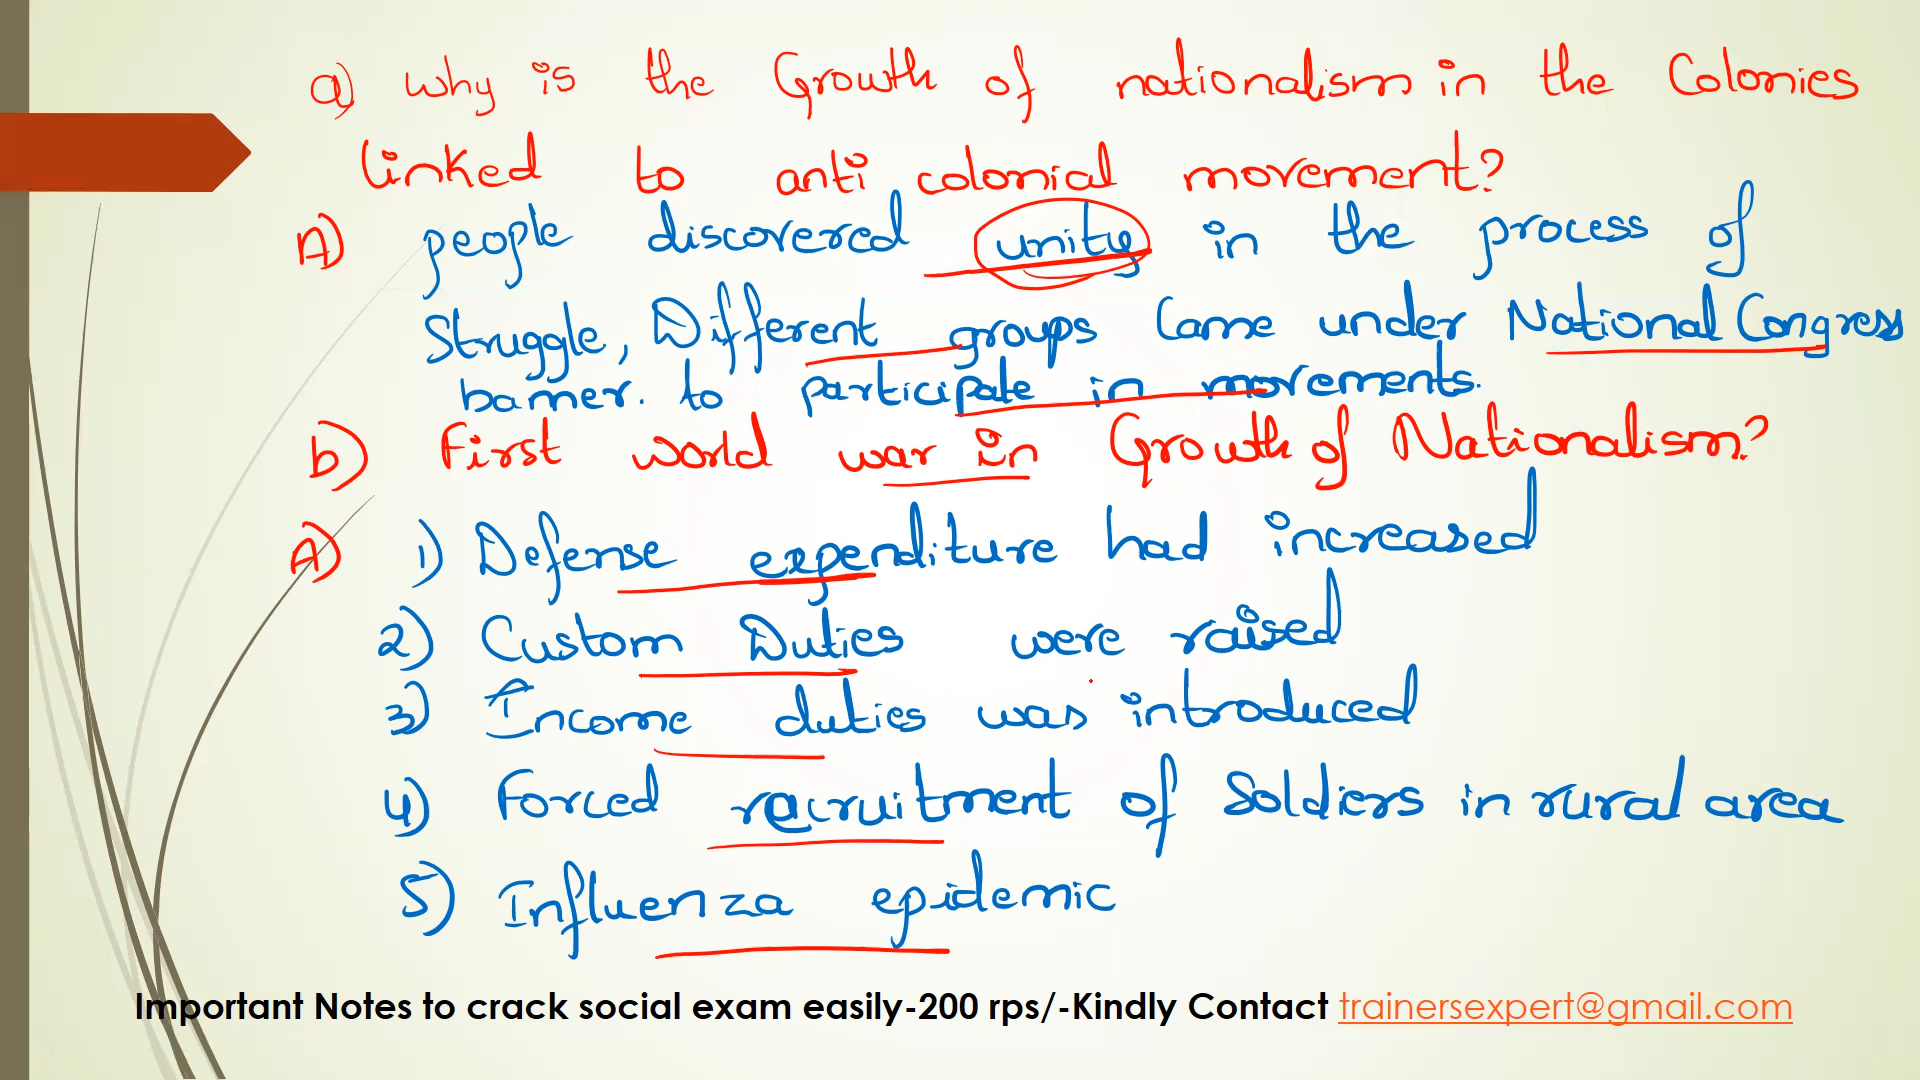 a) Why is the Growth of nationalism in the Colonies
linked to anti colonial movement?
A) people discovered unity in the process of
Struggle, Different groups Came under National Congress
banner. to participate in movements.
b) First world war in Growth of Nationalism?
A) 1) Defense expenditure had increased
2) Custom Duties were raised
3) Income duties was introduced
4) Forced racruitment of Soldiers in rural area
5) Influenza epidemic
Important Notes to crack social exam easily-200 rps/-Kindly Contact trainersexpert@gmail.com